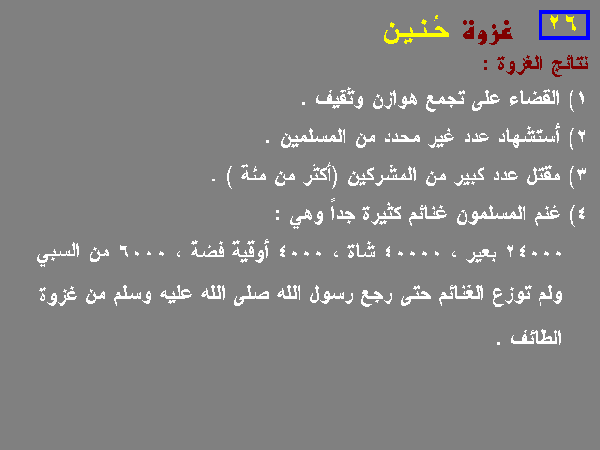 ٢٦
غزوة حُنين
نتائج الغزوة :
١) القضاء على تجمع هوازن وثقيف .
٢) أستشهاد عدد غير محدد من المسلمين .
٣) مقتل عدد كبير من المشركين (أكثر من مئة ) .
٤) غنم المسلمون غنائم كثيرة جداً وهي :
٢٤٠٠٠ بعير ، ٤٠٠٠٠ شاة ، ٤٠٠٠ أوقية فضة ، ٦٠٠٠ من السبي
ولم توزع الغنائم حتى رجع رسول الله صلى الله عليه وسلم من غزوة
الطائف .